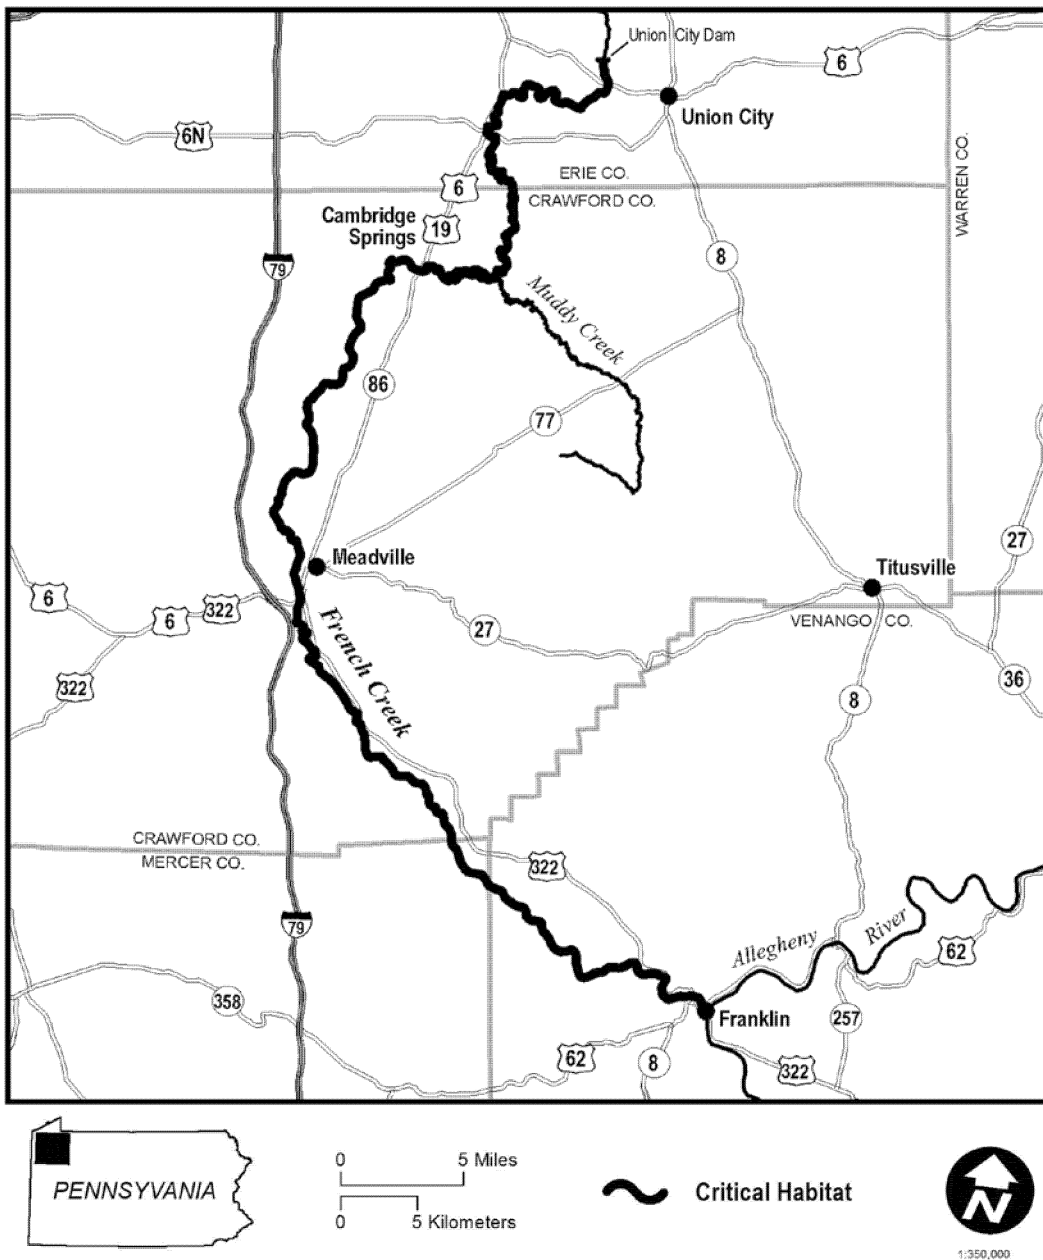 Union City Dam
6
Union City
6N
WARREN CO.
ERIE CO.
6
CRAWFORD CO.
Cambridge
Springs
19
8
79
Muddy Creek
86
77
27
Meadville
Titusville
6
322
6
VENANGO CO.
French Creek
27
322
36
8
CRAWFORD CO.
MERCER CO.
322
79
Allegheny
River
62
358
Franklin
257
62
8
322
PENNSYVANIA
0 5 Miles
0 5 Kilometers
Critical Habitat
N
1:350,000